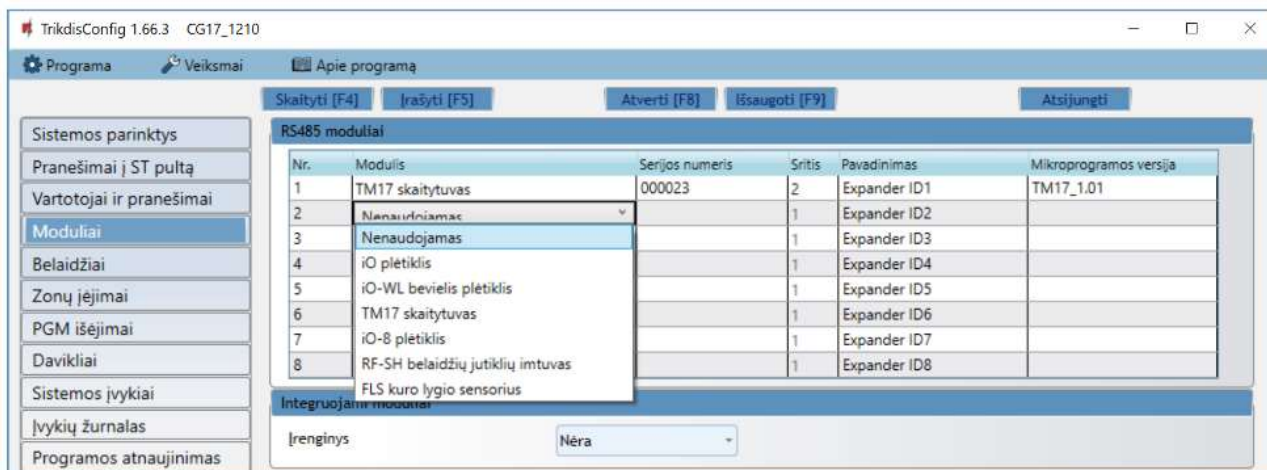 TrikdisConfig 1.66.3 CG17_1210
Programa Veiksmai Apie programą
Skaityti [F4] Įrašyti [F5] Atverti [F8] Išsaugoti [F9] Atsijungti
Sistemos parinktys
Pranešimai į ST pultą
Vartotojai ir pranešimai
Moduliai
Belaidžiai
Zonų įėjimai
PGM išėjimai
Davikliai
Sistemos įvykiai
Įvykių žurnalas
Programos atnaujinimas
RS485 moduliai
Nr. Modulis Serijos numeris Sritis Pavadinimas Mikroprogramos versija
1 TM17 skaitytuvas 000023 2 Expander ID1 TM17_1.01
2 Nenaudojamas 1 Expander ID2
3 1 Expander ID3
4 1 Expander ID4
5 1 Expander ID5
6 1 Expander ID6
7 1 Expander ID7
8 1 Expander ID8
Nenaudojamas
iO plėtiklis
iO-WL bevielis plėtiklis
TM17 skaitytuvas
iO-8 plėtiklis
RF-SH belaidžių jutiklių imtuvas
FLS kuro lygio sensorius
Integruojami moduliai
Įrenginys Nėra